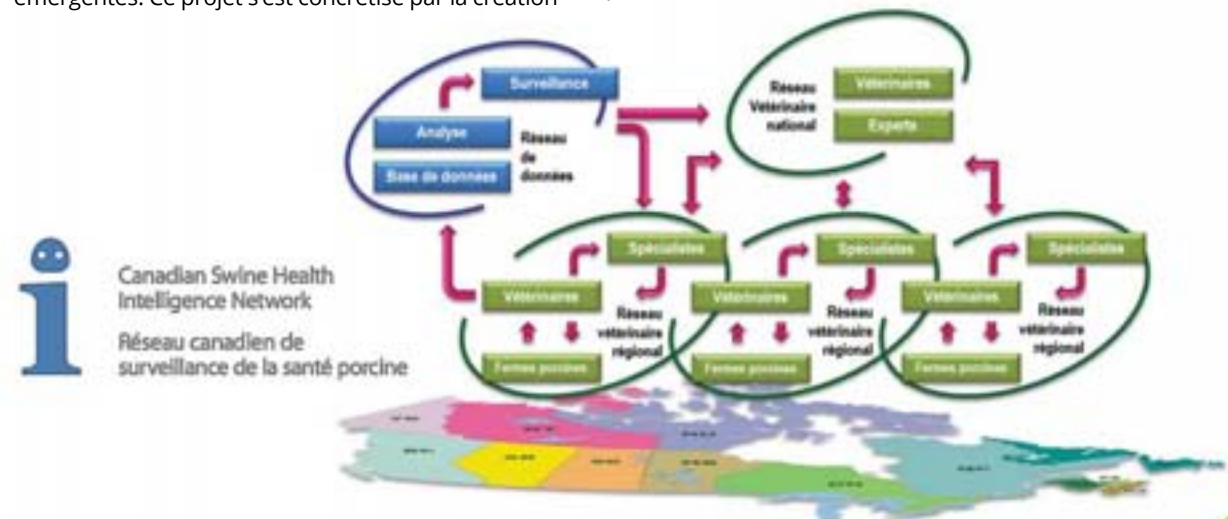 émergentes. Ce projet s'est concrétisé par la création
Surveillance
Analyse
Base de données
Réseau
de
données
Réseau
Vétérinaire
national
Vétérinaires
Experts
Canadian Swine Health
Intelligence Network
Réseau canadien de
surveillance de la santé porcine
Spécialistes
Vétérinaires
Réseau
vétérinaire
régional
Fermes porcines
Spécialistes
Vétérinaires
Réseau
vétérinaire
régional
Fermes porcines
Spécialistes
Vétérinaires
Réseau
vétérinaire
régional
Fermes porcines